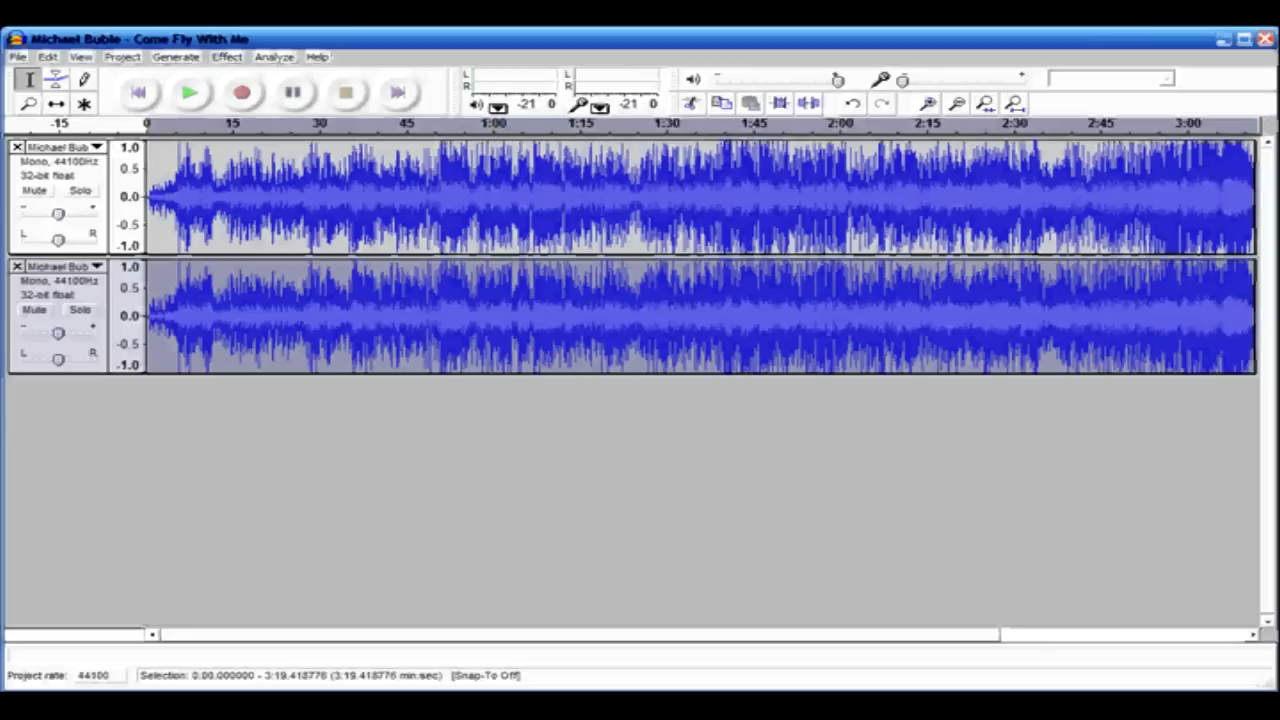 Michael Buble - Come Fly With Me
File Edit View Project Generate Effect Analyze Help
L R L R
-21 0 -21 0
-15 0 15 30 45 1:00 1:15 1:30 1:45 2:00 2:15 2:30 2:45 3:00
Michael Bub 1.0
Mono, 44100Hz
32-bit float 0.5
Mute Solo 0.0
- +
L R -0.5
-1.0
Michael Bub 1.0
Mono, 44100Hz
32-bit float 0.5
Mute Solo 0.0
- +
L R -0.5
-1.0
Project rate: 44100 Selection: 0:00.000000 - 3:19.418776 (3:19.418776 min:sec) [Snap-To Off]